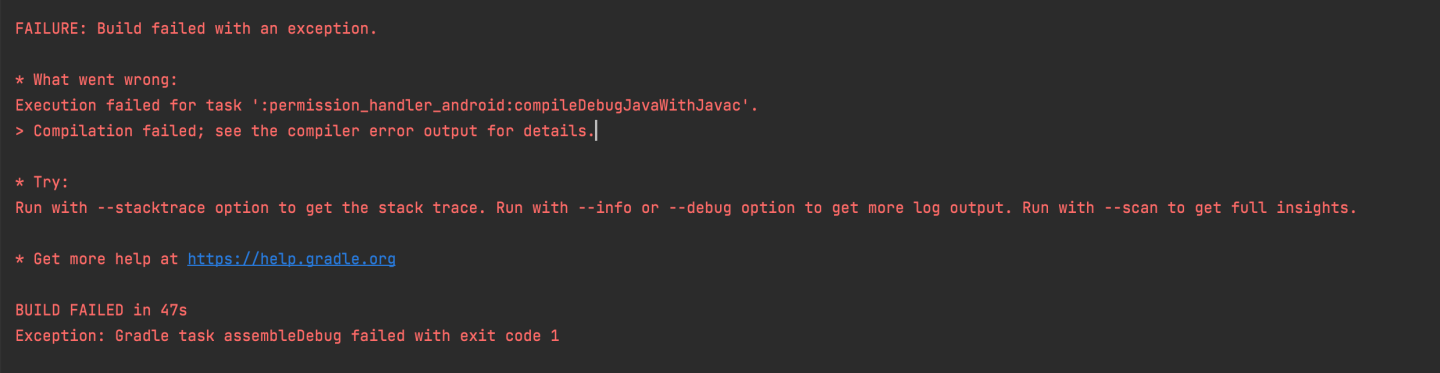 FAILURE: Build failed with an exception.
* What went wrong:
Execution failed for task ':permission_handler_android:compileDebugJavaWithJavac'.
> Compilation failed; see the compiler error output for details.
* Try:
Run with --stacktrace option to get the stack trace. Run with --info or --debug option to get more log output. Run with --scan to get full insights.
* Get more help at https://help.gradle.org
BUILD FAILED in 47s
Exception: Gradle task assembleDebug failed with exit code 1